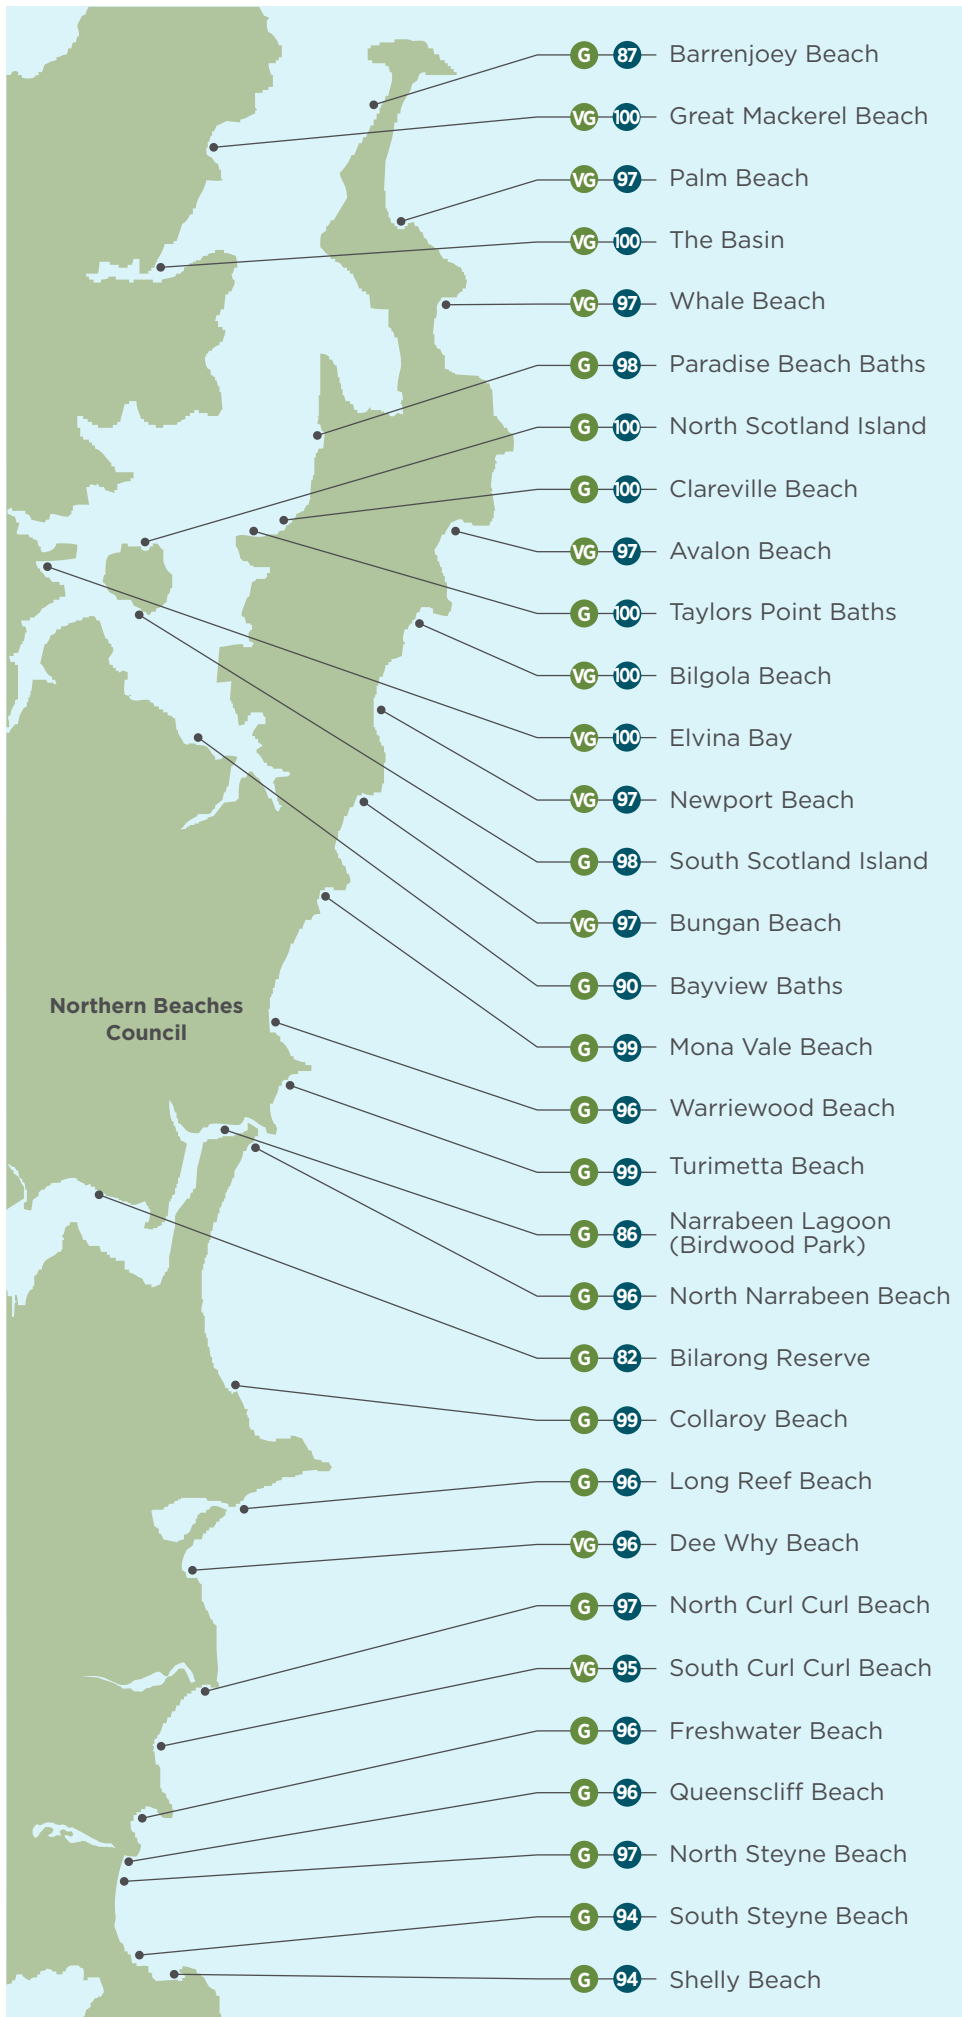 G 87 Barrenjoey Beach
VG 100 Great Mackerel Beach
VG 97 Palm Beach
VG 100 The Basin
VG 97 Whale Beach
G 98 Paradise Beach Baths
G 100 North Scotland Island
G 100 Clareville Beach
VG 97 Avalon Beach
G 100 Taylors Point Baths
VG 100 Bilgola Beach
VG 100 Elvina Bay
VG 97 Newport Beach
G 98 South Scotland Island
VG 97 Bungan Beach
G 90 Bayview Baths
Northern Beaches
Council
G 99 Mona Vale Beach
G 96 Warriewood Beach
G 99 Turimetta Beach
G 86 Narrabeen Lagoon
(Birdwood Park)
G 96 North Narrabeen Beach
G 82 Bilarong Reserve
G 99 Collaroy Beach
G 96 Long Reef Beach
VG 96 Dee Why Beach
G 97 North Curl Curl Beach
VG 95 South Curl Curl Beach
G 96 Freshwater Beach
G 96 Queenscliff Beach
G 97 North Steyne Beach
G 94 South Steyne Beach
G 94 Shelly Beach